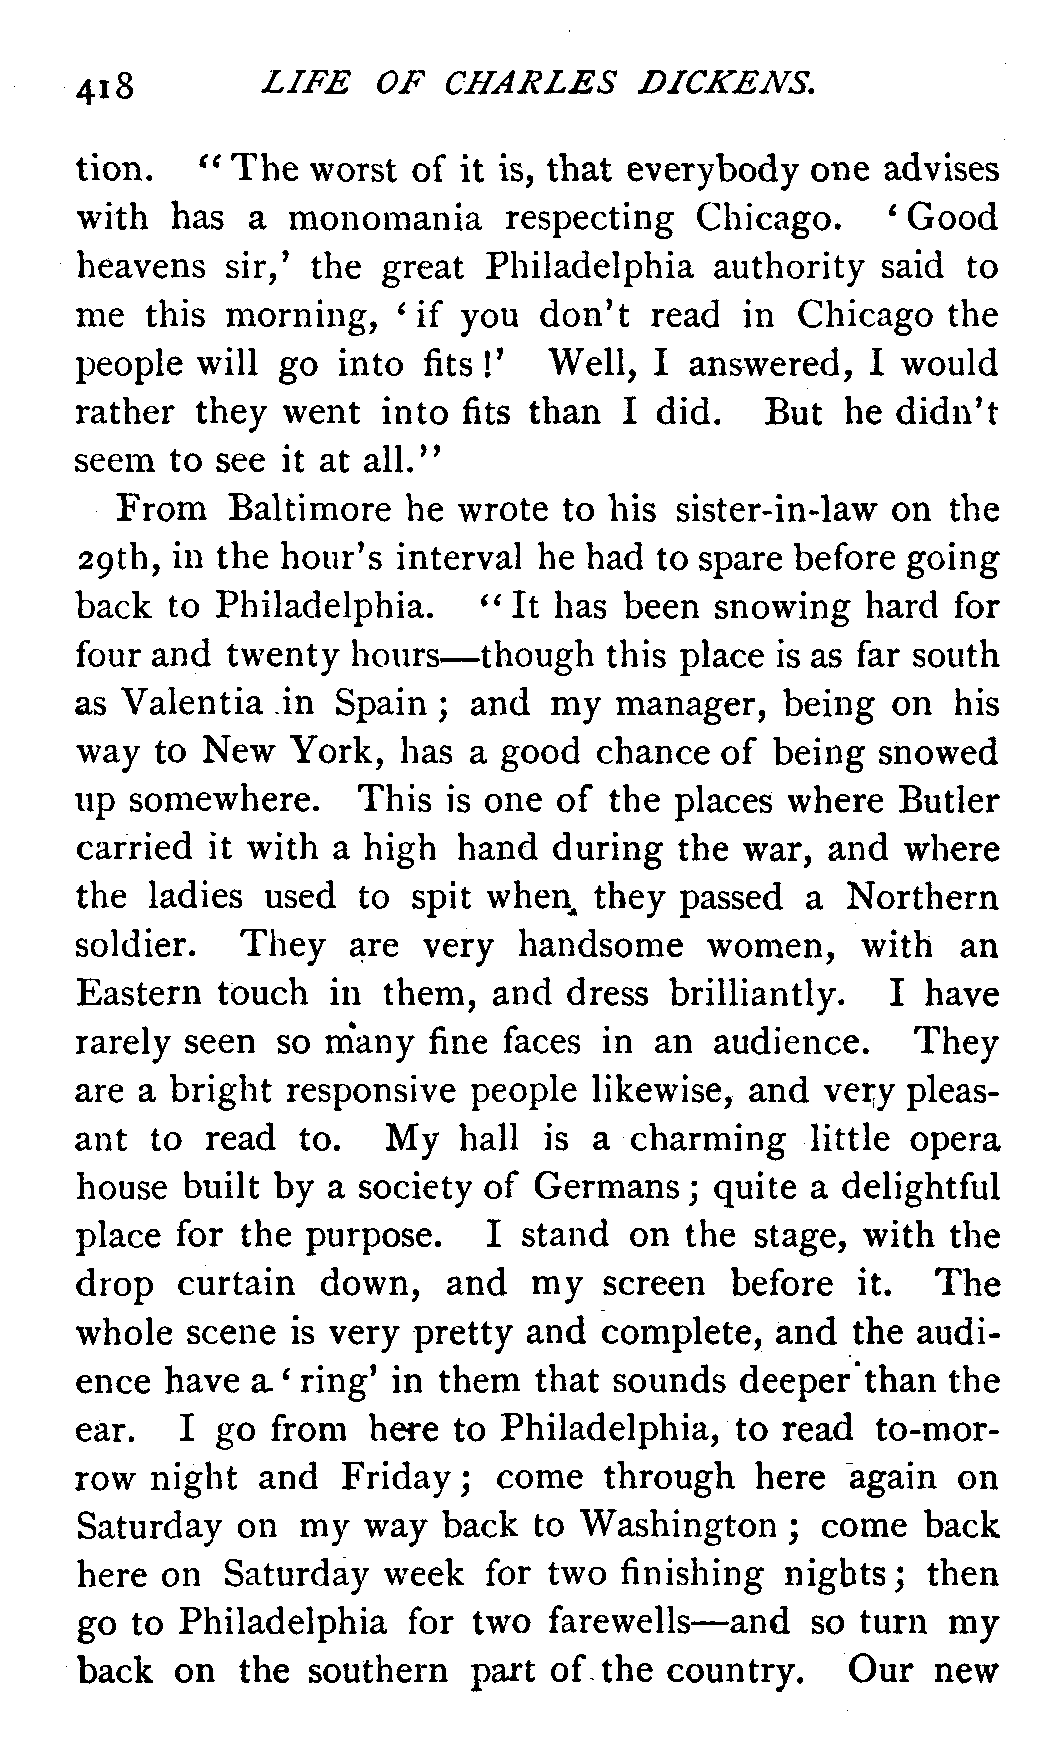 418 LIFE OF CHARLES DICKENS.
tion. “The worst of it is, that everybody one advises
with has a monomania respecting Chicago. ‘Good
heavens sir,’ the great Philadelphia authority said to
me this morning, ‘if you don’t read in Chicago the
people will go into fits!’ Well, I answered, I would
rather they went into fits than I did. But he didn’t
seem to see it at all.”
From Baltimore he wrote to his sister-in-law on the
29th, in the hour’s interval he had to spare before going
back to Philadelphia. “It has been snowing hard for
four and twenty hours—though this place is as far south
as Valentia in Spain; and my manager, being on his
way to New York, has a good chance of being snowed
up somewhere. This is one of the places where Butler
carried it with a high hand during the war, and where
the ladies used to spit when they passed a Northern
soldier. They are very handsome women, with an
Eastern touch in them, and dress brilliantly. I have
rarely seen so many fine faces in an audience. They
are a bright responsive people likewise, and very pleas-
ant to read to. My hall is a charming little opera
house built by a society of Germans; quite a delightful
place for the purpose. I stand on the stage, with the
drop curtain down, and my screen before it. The
whole scene is very pretty and complete, and the audi-
ence have a ‘ring’ in them that sounds deeper than the
ear. I go from here to Philadelphia, to read to-mor-
row night and Friday; come through here again on
Saturday on my way back to Washington; come back
here on Saturday week for two finishing nights; then
go to Philadelphia for two farewells—and so turn my
back on the southern part of the country. Our new